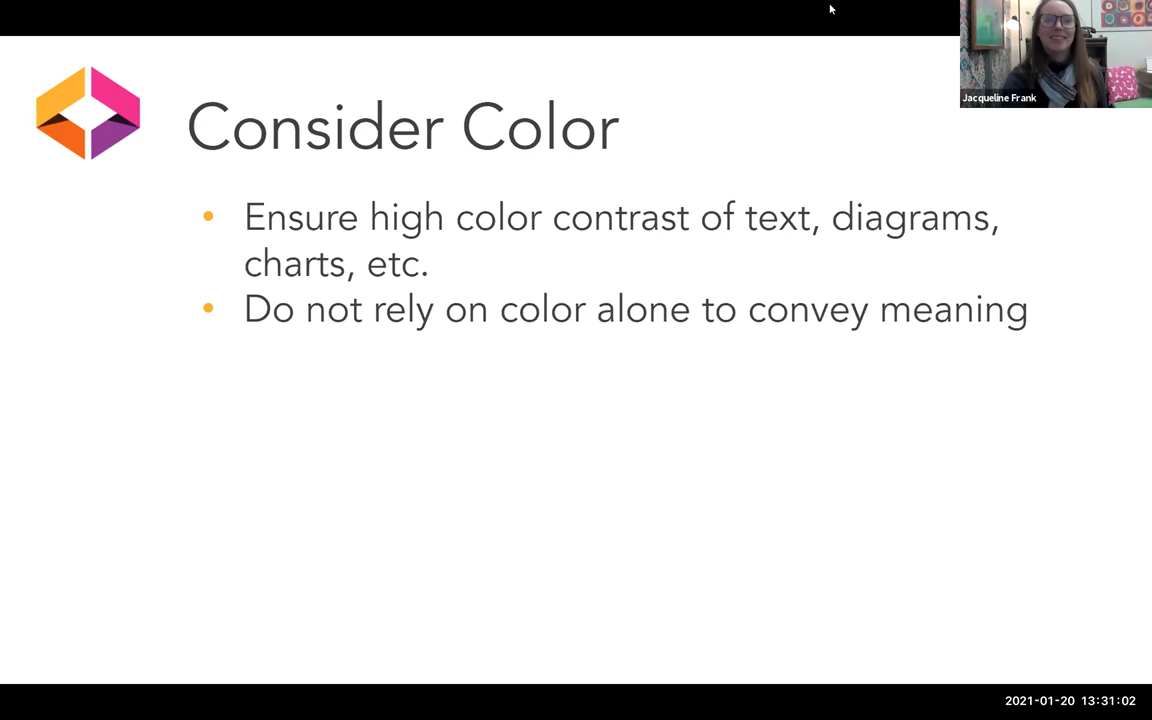 Jacqueline Frank
Consider Color
• Ensure high color contrast of text, diagrams,
charts, etc.
• Do not rely on color alone to convey meaning
2021-01-20 13:31:02